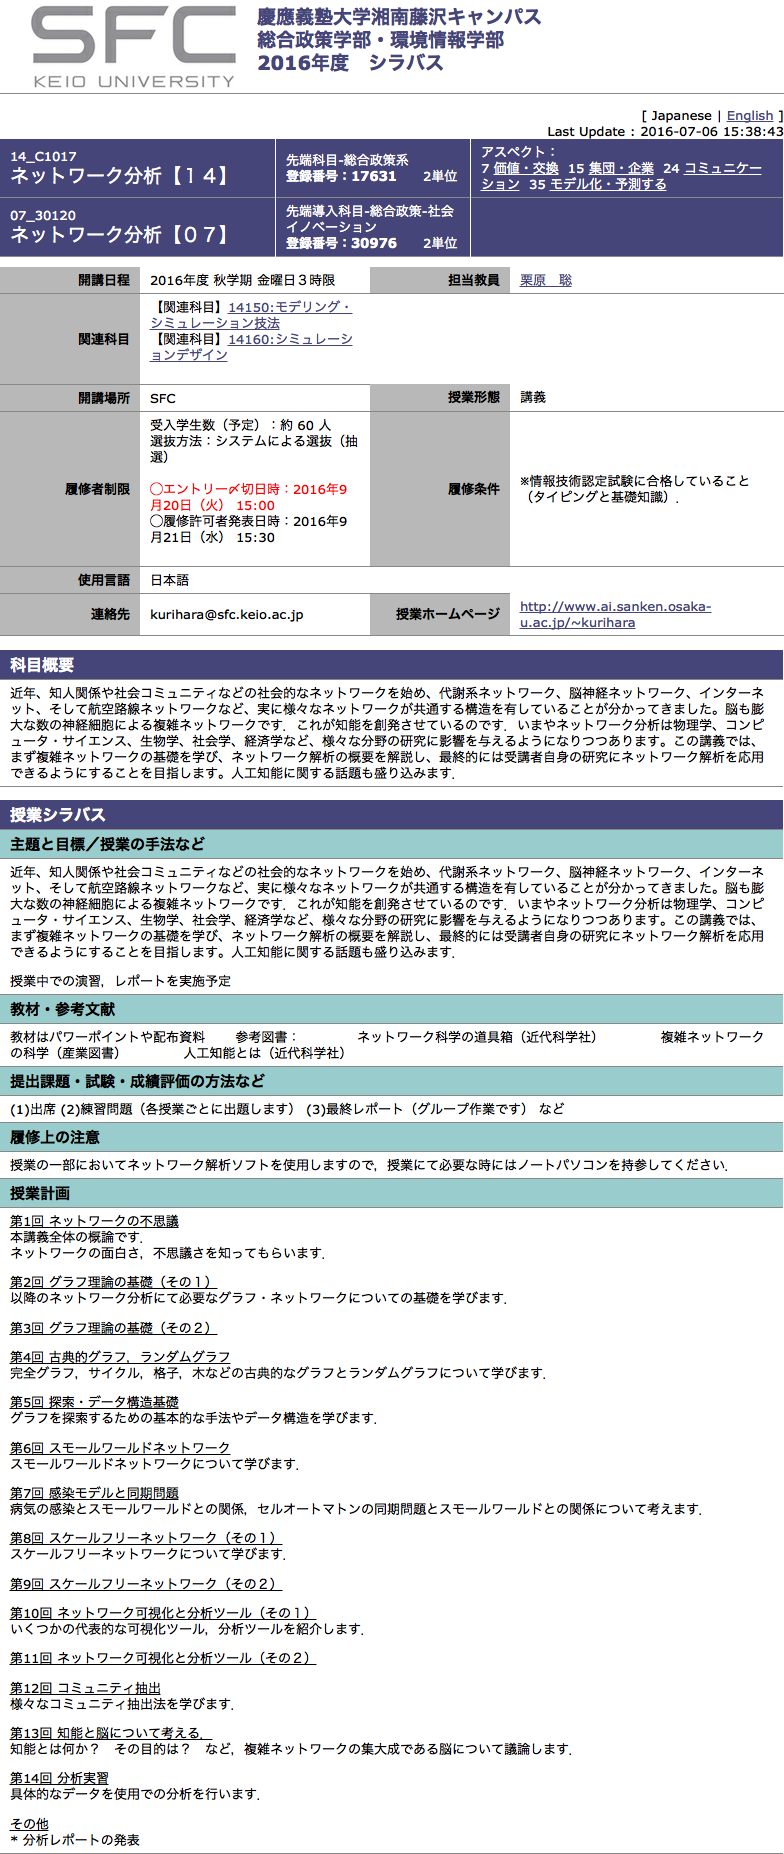 SFC
KEIO UNIVERSITY
慶應義塾大学湘南藤沢キャンパス
総合政策学部・環境情報学部
2016年度　シラバス
[ Japanese | English ]
Last Update : 2016-07-06 15:38:43
14_C1017
ネットワーク分析【１４】
先端科目-総合政策系
登録番号：17631　　2単位
アスペクト：
7 価値・交換  15 集団・企業  24 コミュニケー
ション  35 モデル化・予測する
07_30120
ネットワーク分析【０７】
先端導入科目-総合政策-社会
イノベーション
登録番号：30976　　2単位
開講日程
2016年度 秋学期 金曜日３時限
担当教員
栗原　聡
関連科目
【関連科目】14150:モデリング・
シミュレーション技法
【関連科目】14160:シミュレーシ
ョンデザイン
開講場所
SFC
授業形態
講義
履修者制限
受入学生数（予定）：約 60 人
選抜方法：システムによる選抜（抽
選）
◯エントリー〆切日時：2016年9
月20日（火） 15:00
◯履修許可者発表日時：2016年9
月21日（水） 15:30
履修条件
※情報技術認定試験に合格していること
（タイピングと基礎知識）．
使用言語
日本語
連絡先
kurihara@sfc.keio.ac.jp
授業ホームページ
http://www.ai.sanken.osaka-
u.ac.jp/~kurihara
科目概要
近年、知人関係や社会コミュニティなどの社会的なネットワークを始め、代謝系ネットワーク、脳神経ネットワーク、インターネ
ット、そして航空路線ネットワークなど、実に様々なネットワークが共通する構造を有していることが分かってきました。脳も膨
大な数の神経細胞による複雑ネットワークです．これが知能を創発させているのです．いまやネットワーク分析は物理学、コンピ
ュータ・サイエンス、生物学、社会学、経済学など、様々な分野の研究に影響を与えるようになりつつあります。この講義では、
まず複雑ネットワークの基礎を学び、ネットワーク解析の概要を解説し、最終的には受講者自身の研究にネットワーク解析を応用
できるようにすることを目指します。人工知能に関する話題も盛り込みます．
授業シラバス
主題と目標／授業の手法など
近年、知人関係や社会コミュニティなどの社会的なネットワークを始め、代謝系ネットワーク、脳神経ネットワーク、インターネ
ット、そして航空路線ネットワークなど、実に様々なネットワークが共通する構造を有していることが分かってきました。脳も膨
大な数の神経細胞による複雑ネットワークです．これが知能を創発させているのです．いまやネットワーク分析は物理学、コンピ
ュータ・サイエンス、生物学、社会学、経済学など、様々な分野の研究に影響を与えるようになりつつあります。この講義では、
まず複雑ネットワークの基礎を学び、ネットワーク解析の概要を解説し、最終的には受講者自身の研究にネットワーク解析を応用
できるようにすることを目指します。人工知能に関する話題も盛り込みます．
授業中での演習，レポートを実施予定
教材・参考文献
教材はパワーポイントや配布資料　　参考図書：　　　　ネットワーク科学の道具箱（近代科学社）　　　　複雑ネットワーク
の科学（産業図書）　　　　人工知能とは（近代科学社）
提出課題・試験・成績評価の方法など
(1)出席 (2)練習問題（各授業ごとに出題します） (3)最終レポート（グループ作業です） など
履修上の注意
授業の一部においてネットワーク解析ソフトを使用しますので，授業にて必要な時にはノートパソコンを持参してください．
授業計画
第1回 ネットワークの不思議
本講義全体の概論です．
ネットワークの面白さ，不思議さを知ってもらいます．
第2回 グラフ理論の基礎（その１）
以降のネットワーク分析にて必要なグラフ・ネットワークについての基礎を学びます．
第3回 グラフ理論の基礎（その２）
第4回 古典的グラフ，ランダムグラフ
完全グラフ，サイクル，格子，木などの古典的なグラフとランダムグラフについて学びます．
第5回 探索・データ構造基礎
グラフを探索するための基本的な手法やデータ構造を学びます．
第6回 スモールワールドネットワーク
スモールワールドネットワークについて学びます．
第7回 感染モデルと同期問題
病気の感染とスモールワールドとの関係，セルオートマトンの同期問題とスモールワールドとの関係について考えます．
第8回 スケールフリーネットワーク（その１）
スケールフリーネットワークについて学びます．
第9回 スケールフリーネットワーク（その２）
第10回 ネットワーク可視化と分析ツール（その１）
いくつかの代表的な可視化ツール，分析ツールを紹介します．
第11回 ネットワーク可視化と分析ツール（その２）
第12回 コミュニティ抽出
様々なコミュニティ抽出法を学びます．
第13回 知能と脳について考える．
知能とは何か？　その目的は？　など，複雑ネットワークの集大成である脳について議論します．
第14回 分析実習
具体的なデータを使用での分析を行います．
その他
* 分析レポートの発表